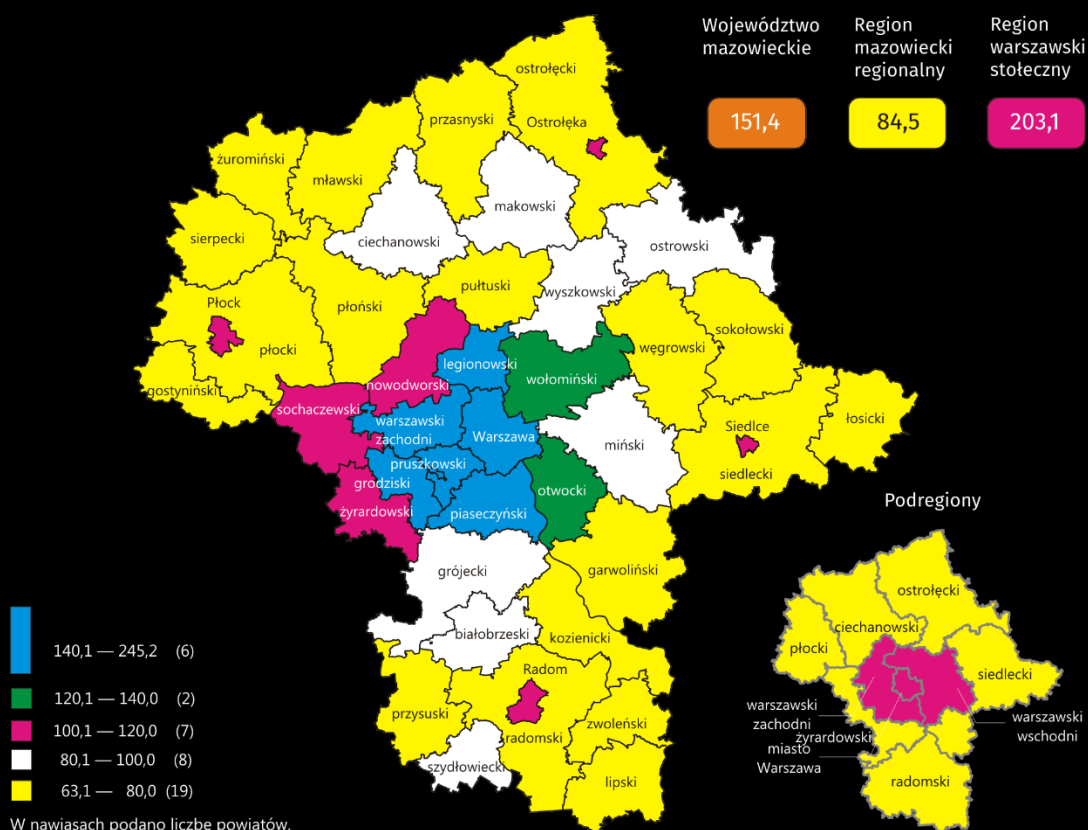 Województwo
mazowieckie
Region
mazowiecki
regionalny
Region
warszawski
stołeczny
151,4
84,5
203,1
ostrołęcki
przasnyski
Ostrołęka
żuromiński
mławski
makowski
sierpecki
ciechanowski
ostrowski
wyszkowski
pułtuski
Płock
płoński
sokołowski
płocki
węgrowski
legionowski
gostyniński
nowodworski
wołomiński
sochaczewski
warszawski
zachodni
Warszawa
Siedlce
łosicki
miński
pruszkowski
grodziski
siedlecki
otwocki
żyrardowski
piaseczyński
grójecki
garwoliński
białobrzeski
kozienicki
Radom
przysuski
radomski
zwoleński
szydłowiecki
lipski
Podregiony
ostrołęcki
ciechanowski
płocki
siedlecki
warszawski
zachodni
żyrardowski
miasto
Warszawa
warszawski
wschodni
radomski
140,1 — 245,2 (6)
120,1 — 140,0 (2)
100,1 — 120,0 (7)
80,1 — 100,0 (8)
63,1 — 80,0 (19)
W nawiasach podano liczbę powiatów.